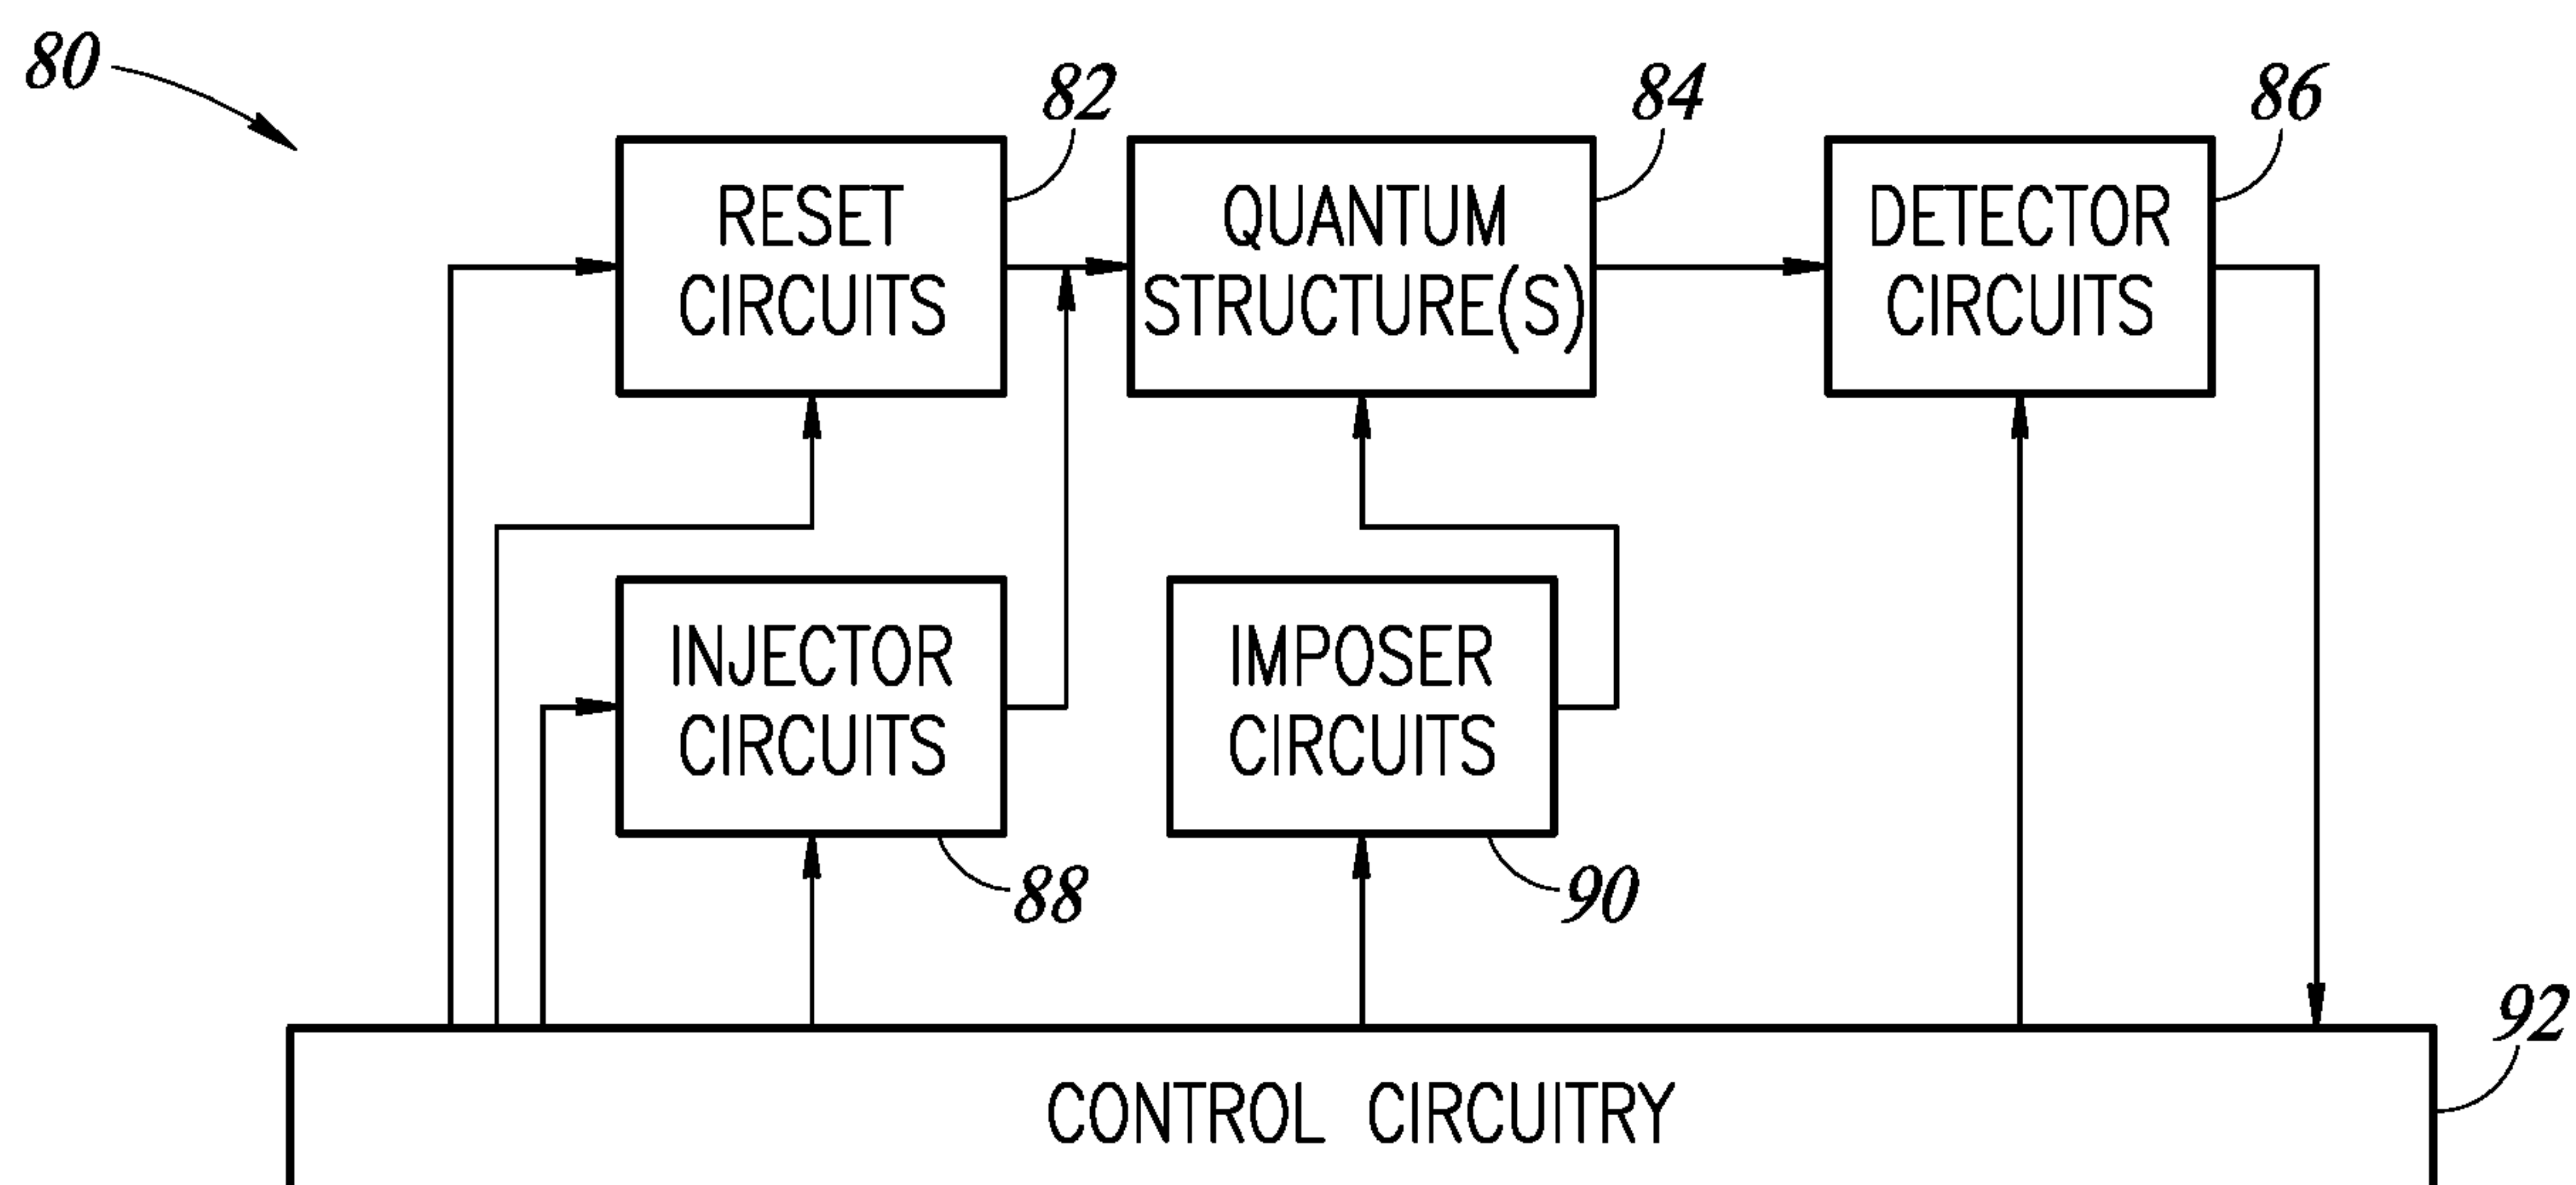 80
82
84
86
RESET
CIRCUITS
QUANTUM
STRUCTURE(S)
DETECTOR
CIRCUITS
INJECTOR
CIRCUITS
IMPOSER
CIRCUITS
88
90
92
CONTROL CIRCUITRY